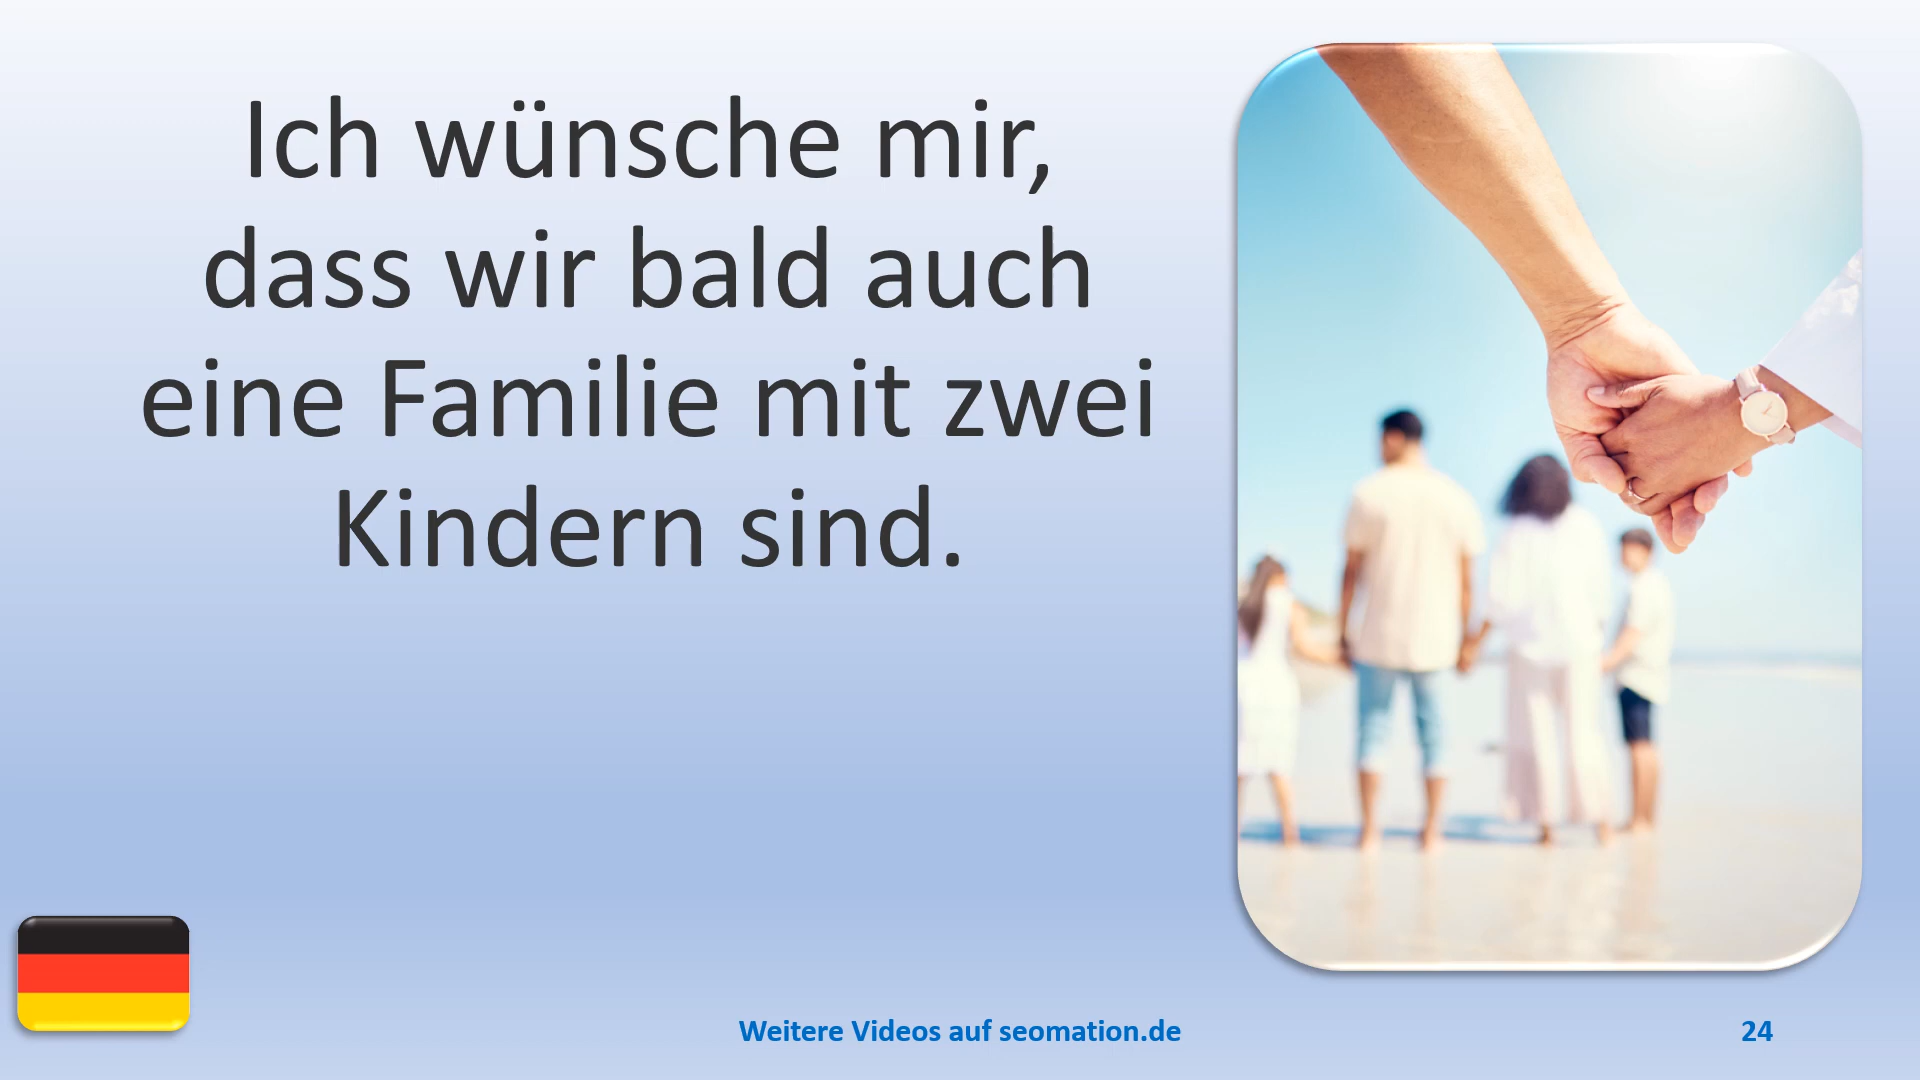 Ich wünsche mir,
dass wir bald auch
eine Familie mit zwei
Kindern sind.
Weitere Videos auf seomation.de
24